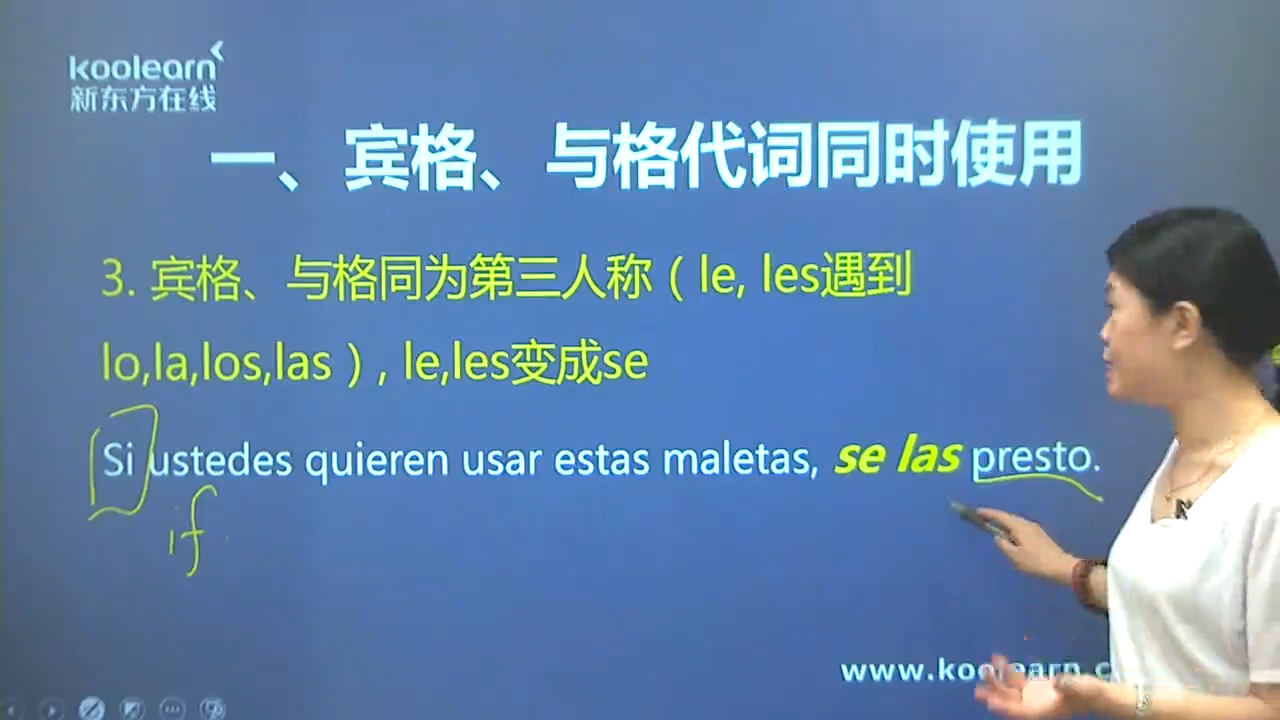 koolearn
新东方在线
一、宾格、与格代词同时使用
3. 宾格、与格同为第三人称（le, les遇到
lo,la,los,las）, le,les变成se
Si ustedes quieren usar estas maletas, se las presto.
if
www.koolearn.c